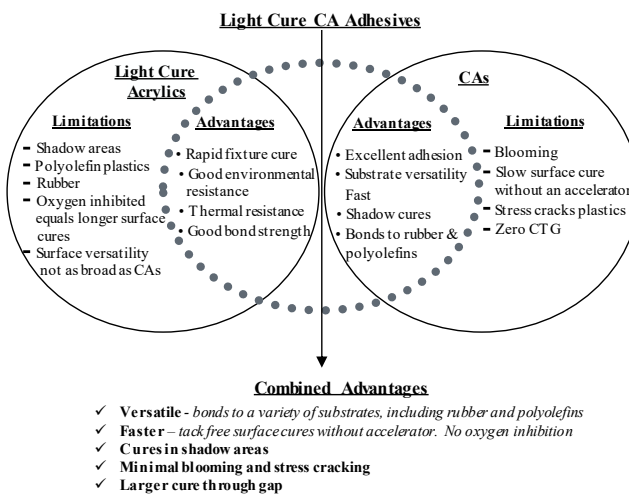 Light Cure CA Adhesives
Light Cure
Acrylics
Limitations
- Shadow areas
- Polyolefin plastics
- Rubber
- Oxygen inhibited
equals longer surface
cures
- Surface versatility
not as broad as CAs
Advantages
• Rapid fixture cure
• Good environmental
resistance
• Thermal resistance
• Good bond strength
CAs
Advantages
• Excellent adhesion
• Substrate versatility
Fast
• Shadow cures
• Bonds to rubber &
polyolefins
Limitations
- Blooming
- Slow surface cure
without an accelerator
- Stress cracks plastics
- Zero CTG
Combined Advantages
✓ Versatile - bonds to a variety of substrates, including rubber and polyolefins
✓ Faster – tack free surface cures without accelerator. No oxygen inhibition
✓ Cures in shadow areas
✓ Minimal blooming and stress cracking
✓ Larger cure through gap